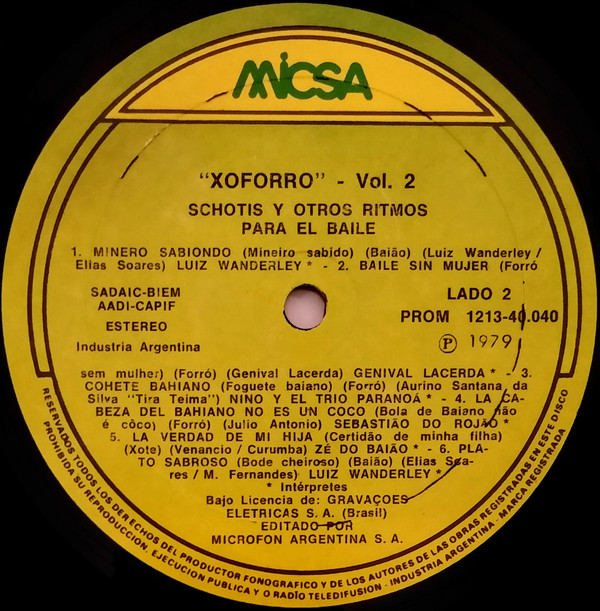 MiCSA
"XOFORRO" - Vol. 2
SCHOTIS Y OTROS RITMOS
PARA EL BAILE
1. MINERO SABIONDO (Mineiro sabido) (Baião) (Luiz Wanderley /
Elias Soares) LUIZ WANDERLEY * - 2. BAILE SIN MUJER (Forró
SADAIC-BIEM
AADI-CAPIF
ESTEREO
Industria Argentina
LADO 2
PROM 1213-40.040
Ⓟ 1979
sem mulher) (Forró) (Genival Lacerda) GENIVAL LACERDA * - 3.
COHETE BAHIANO (Foguete baiano) (Forró) (Aurino Santana da
Silva "Tira Teima") NINO Y EL TRIO PARANOÁ * - 4. LA CA-
BEZA DEL BAHIANO NO ES UN COCO (Bola de Baiano não
é côco) (Forró) (Julio Antonio) SEBASTIÃO DO ROJÃO *
5. LA VERDAD DE MI HIJA (Certidão de minha filha)
(Xote) (Venancio / Curumba) ZÉ DO BAIÃO * - 6. PLA-
TO SABROSO (Bode cheiroso) (Baião) (Elias Soa-
res / M. Fernandes) LUIZ WANDERLEY *
* Intérpretes
Bajo Licencia de: GRAVAÇOES
ELETRICAS S. A. (Brasil)
EDITADO POR
MICROFON ARGENTINA S. A.
RESERVADOS TODOS LOS DERECHOS DEL PRODUCTOR FONOGRAFICO Y DE LOS AUTORES DE LAS OBRAS REGISTRADAS EN ESTE DISCO
PROHIBIDA SU REPRODUCCION, EJECUCION PUBLICA Y O RADIO TELEDIFUSION - INDUSTRIA ARGENTINA - MARCA REGISTRADA